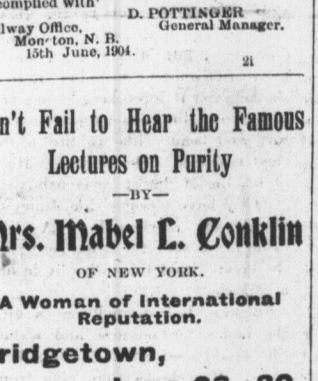 complied with
D. POTTINGER
General Manager.
lway Office,
Moncton, N. B.
15th June, 1904.
21
n't Fail to Hear the Famous
Lectures on Purity
—BY—
rs. Mabel L. Conklin
OF NEW YORK.
A Woman of International
Reputation.
ridgetown,